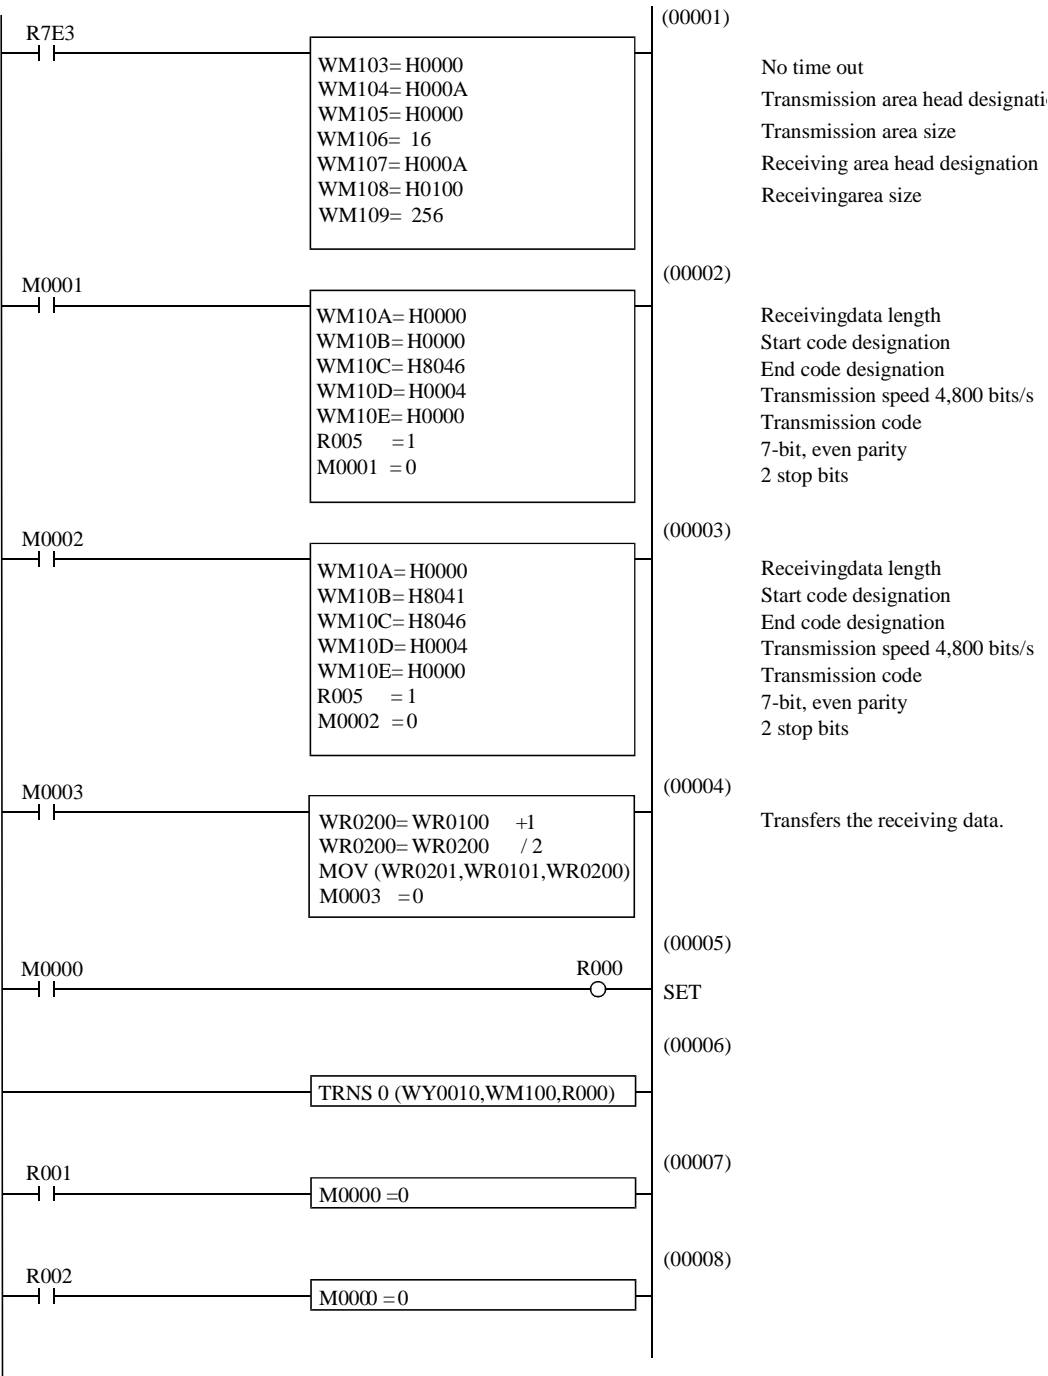 (00001)
R7E3
WM103= H0000
WM104= H000A
WM105= H0000
WM106= 16
WM107= H000A
WM108= H0100
WM109= 256
No time out
Transmission area head designati
Transmission area size
Receiving area head designation
Receivingarea size
(00002)
M0001
WM10A= H0000
WM10B= H0000
WM10C= H8046
WM10D= H0004
WM10E= H0000
R005 = 1
M0001 = 0
Receivingdata length
Start code designation
End code designation
Transmission speed 4,800 bits/s
Transmission code
7-bit, even parity
2 stop bits
(00003)
M0002
WM10A= H0000
WM10B= H8041
WM10C= H8046
WM10D= H0004
WM10E= H0000
R005 = 1
M0002 = 0
Receivingdata length
Start code designation
End code designation
Transmission speed 4,800 bits/s
Transmission code
7-bit, even parity
2 stop bits
(00004)
M0003
WR0200= WR0100 +1
WR0200= WR0200 / 2
MOV (WR0201,WR0101,WR0200)
M0003 = 0
Transfers the receiving data.
(00005)
M0000
R000
SET
(00006)
TRNS 0 (WY0010,WM100,R000)
(00007)
R001
M0000 =0
(00008)
R002
M0000 = 0